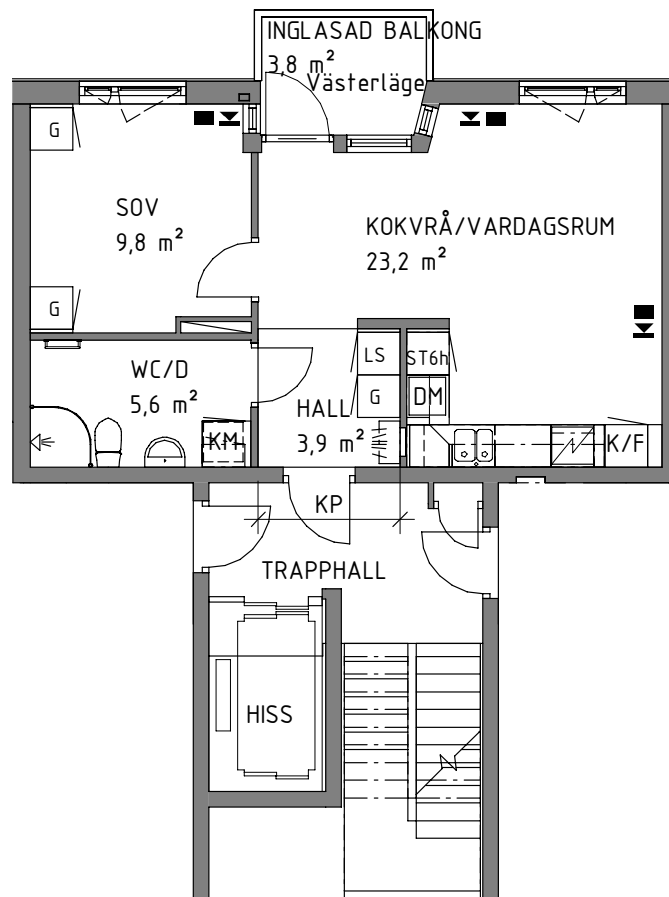 INGLASAD BALKONG
3,8 m²
Västerläge
G
SOV
9,8 m²
KOKVRÅ/VARDAGSRUM
23,2 m²
G
WC/D
5,6 m²
LS
ST6h
G
DM
HALL
3,9 m²
KM
K/F
KP
TRAPPHALL
HISS